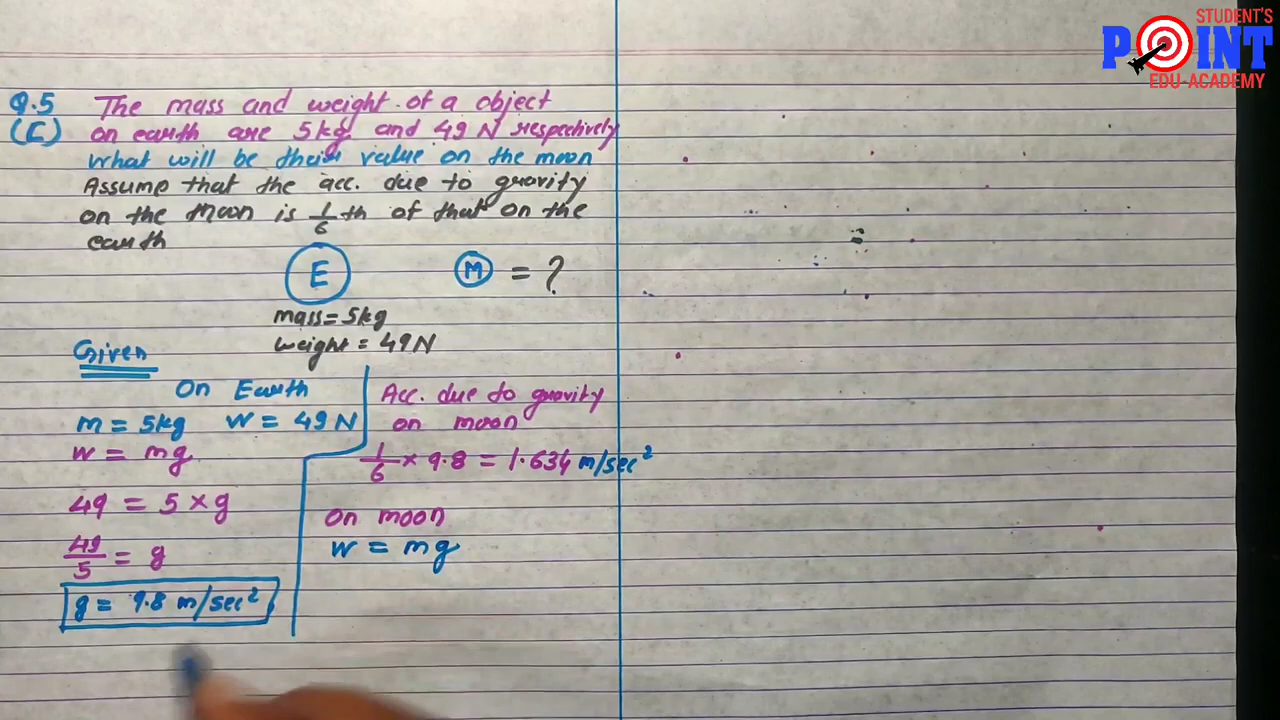 STUDENT'S
POINT
EDU-ACADEMY
Q.5 The mass and weight of a object
(C) on earth are 5kg and 49 N respectively
What will be their value on the moon
Assume that the acc. due to gravity
on the Moon is 1/6 th of that on the
earth
E M = ?
mass = 5kg
weight = 49 N
Given
On Earth
m = 5kg W = 49 N
W = mg
49 = 5 × g
49/5 = g
g = 9.8 m/sec²
Acc. due to gravity
on moon
1/6 × 9.8 = 1.634 m/sec²
On moon
W = mg